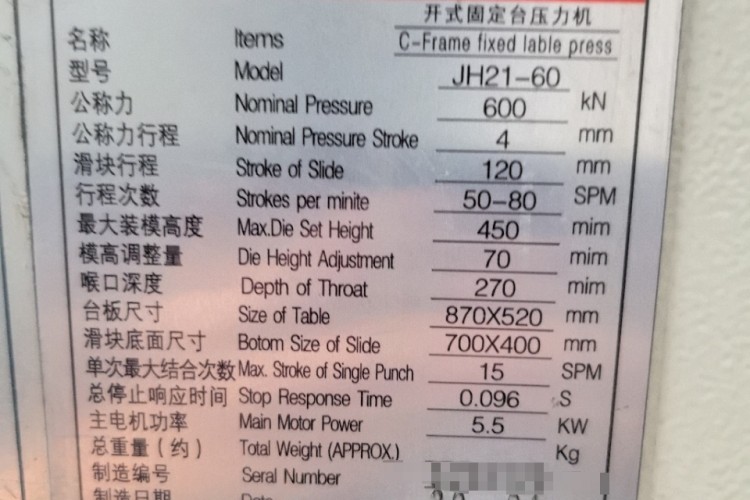 开式固定台压力机
名称 Items C-Frame fixed lable press
型号 Model JH21-60
公称力 Nominal Pressure 600 kN
公称力行程 Nominal Pressure Stroke 4 mm
滑块行程 Stroke of Slide 120 mm
行程次数 Strokes per minite 50-80 SPM
最大装模高度 Max.Die Set Height 450 mim
模高调整量 Die Height Adjustment 70 mim
喉口深度 Depth of Throat 270 mim
台板尺寸 Size of Table 870X520 mm
滑块底面尺寸 Botom Size of Slide 700X400 mm
单次最大结合次数 Max. Stroke of Single Punch 15 SPM
总停止响应时间 Stop Response Time 0.096 S
主电机功率 Main Motor Power 5.5 KW
总重量(约) Total Weight (APPROX.) Kg
制造编号 Seral Number
制造日期 Date